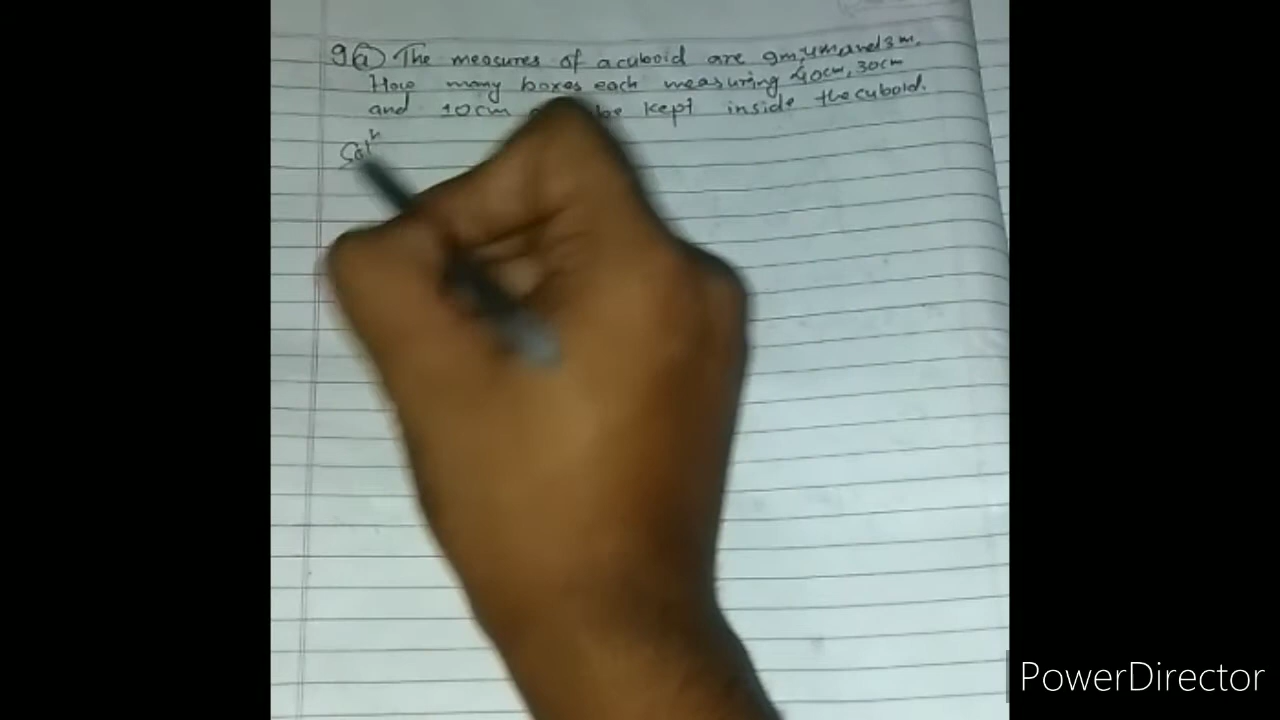 9(a) The measures of a cuboid are 9m, 4m and 3m.
How many boxes each measuring 40cm, 30cm
and 10cm be kept inside the cuboid.
Solⁿ
PowerDirector